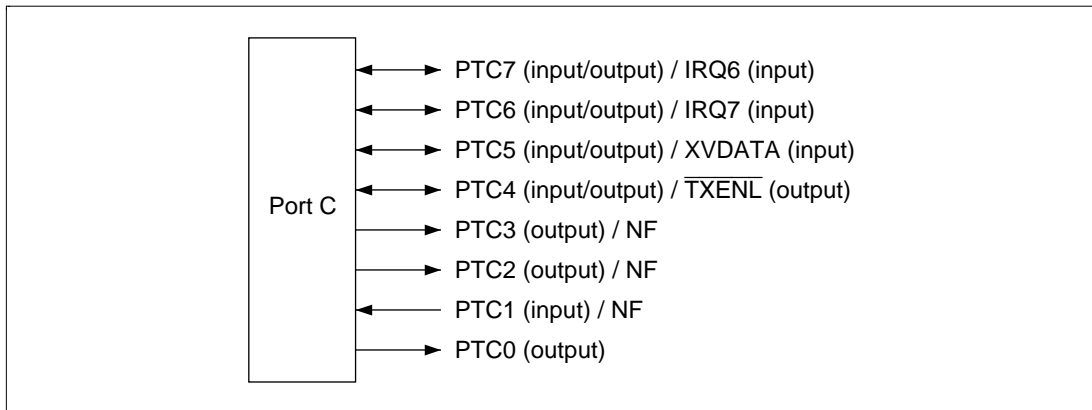 Port C
PTC7 (input/output) / IRQ6 (input)
PTC6 (input/output) / IRQ7 (input)
PTC5 (input/output) / XVDATA (input)
PTC4 (input/output) / TXENL (output)
PTC3 (output) / NF
PTC2 (output) / NF
PTC1 (input) / NF
PTC0 (output)